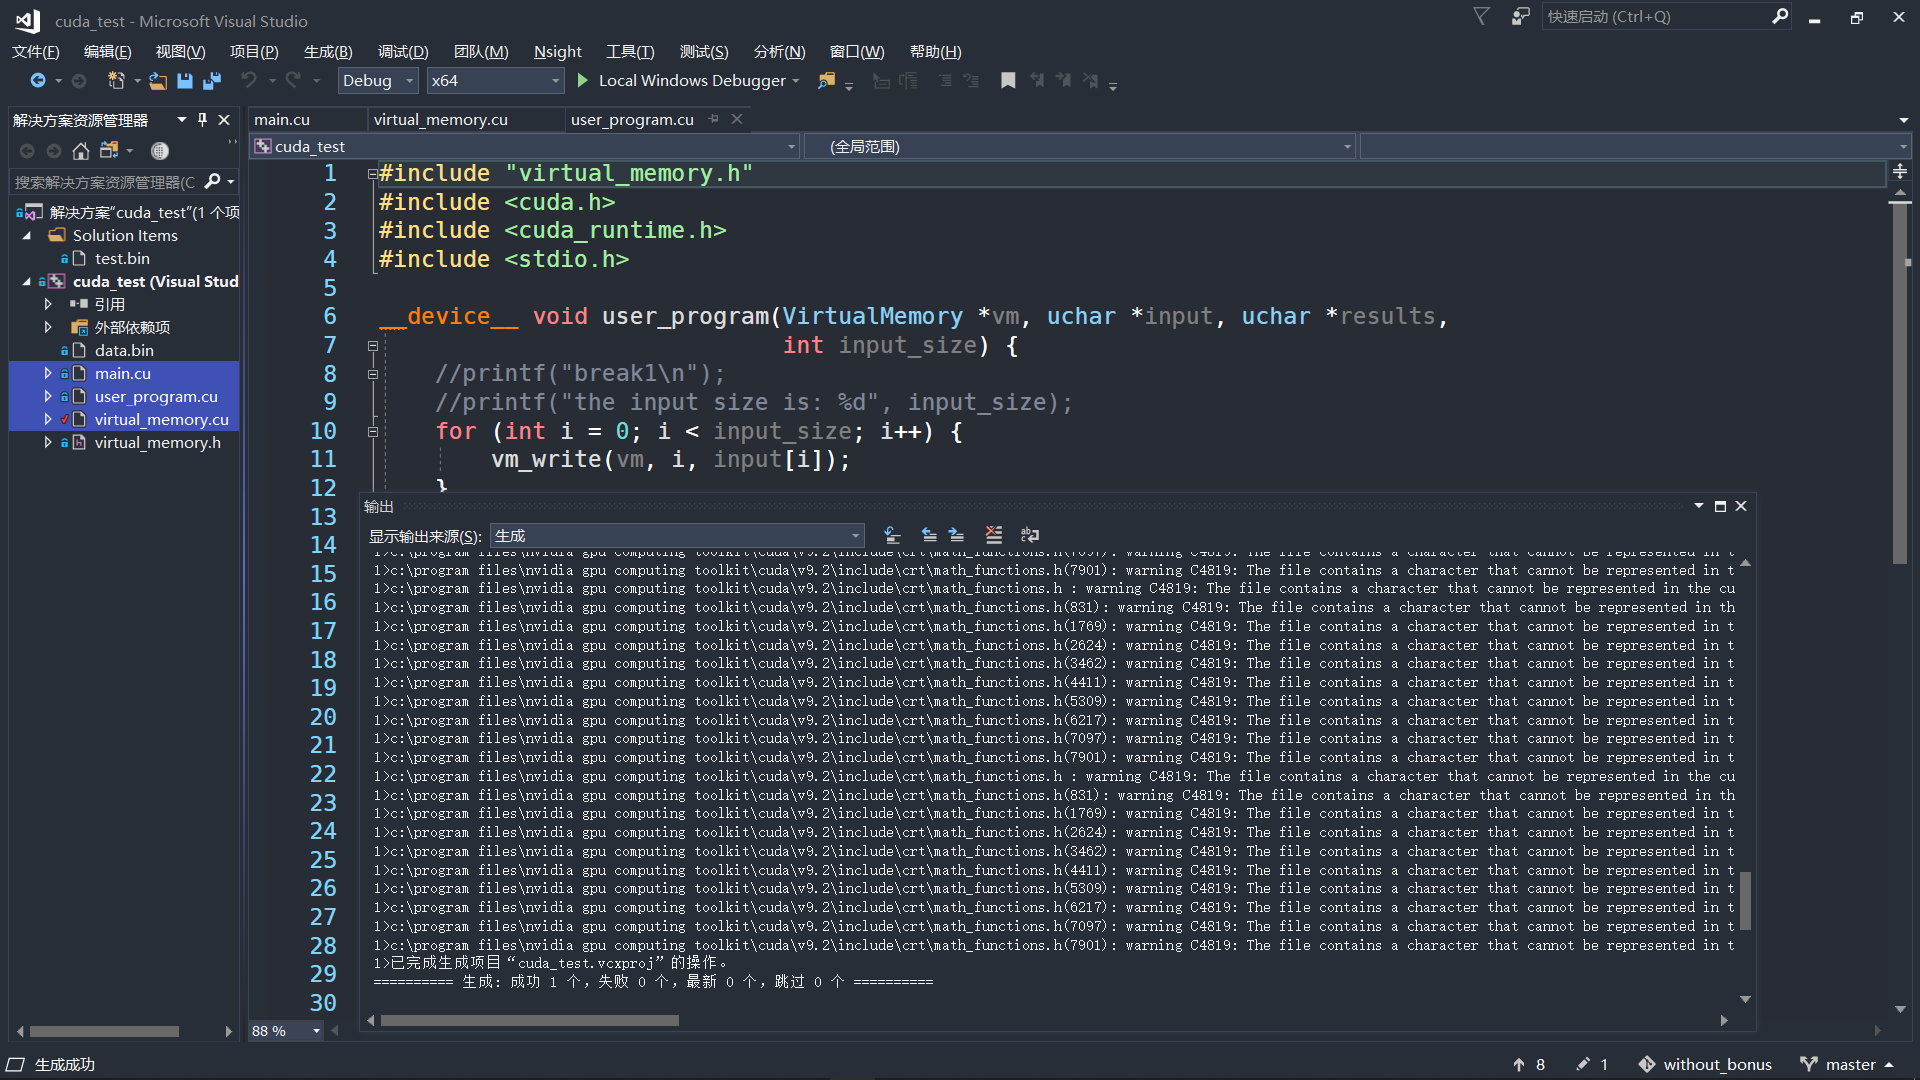 cuda_test - Microsoft Visual Studio
快速启动 (Ctrl+Q)
文件(F) 编辑(E) 视图(V) 项目(P) 生成(B) 调试(D) 团队(M) Nsight 工具(T) 测试(S) 分析(N) 窗口(W) 帮助(H)
Debug x64 Local Windows Debugger
解决方案资源管理器
搜索解决方案资源管理器(C
解决方案"cuda_test"(1 个项
Solution Items
test.bin
cuda_test (Visual Stud
引用
外部依赖项
data.bin
main.cu
user_program.cu
virtual_memory.cu
virtual_memory.h
main.cu virtual_memory.cu user_program.cu
cuda_test (全局范围)
1 #include "virtual_memory.h"
2 #include <cuda.h>
3 #include <cuda_runtime.h>
4 #include <stdio.h>
5
6 __device__ void user_program(VirtualMemory *vm, uchar *input, uchar *results,
7 int input_size) {
8 //printf("break1\n");
9 //printf("the input size is: %d", input_size);
10 for (int i = 0; i < input_size; i++) {
11 vm_write(vm, i, input[i]);
12 }
13
14
15
16
17
18
19
20
21
22
23
24
25
26
27
28
29
30
88 %
输出
显示输出来源(S): 生成
1>c:\program files\nvidia gpu computing toolkit\cuda\v9.2\include\crt\math_functions.h(7097): warning C4819: The file contains a character that cannot be represented in t
1>c:\program files\nvidia gpu computing toolkit\cuda\v9.2\include\crt\math_functions.h(7901): warning C4819: The file contains a character that cannot be represented in t
1>c:\program files\nvidia gpu computing toolkit\cuda\v9.2\include\crt\math_functions.h : warning C4819: The file contains a character that cannot be represented in the cu
1>c:\program files\nvidia gpu computing toolkit\cuda\v9.2\include\crt\math_functions.h(831): warning C4819: The file contains a character that cannot be represented in th
1>c:\program files\nvidia gpu computing toolkit\cuda\v9.2\include\crt\math_functions.h(1769): warning C4819: The file contains a character that cannot be represented in t
1>c:\program files\nvidia gpu computing toolkit\cuda\v9.2\include\crt\math_functions.h(2624): warning C4819: The file contains a character that cannot be represented in t
1>c:\program files\nvidia gpu computing toolkit\cuda\v9.2\include\crt\math_functions.h(3462): warning C4819: The file contains a character that cannot be represented in t
1>c:\program files\nvidia gpu computing toolkit\cuda\v9.2\include\crt\math_functions.h(4411): warning C4819: The file contains a character that cannot be represented in t
1>c:\program files\nvidia gpu computing toolkit\cuda\v9.2\include\crt\math_functions.h(5309): warning C4819: The file contains a character that cannot be represented in t
1>c:\program files\nvidia gpu computing toolkit\cuda\v9.2\include\crt\math_functions.h(6217): warning C4819: The file contains a character that cannot be represented in t
1>c:\program files\nvidia gpu computing toolkit\cuda\v9.2\include\crt\math_functions.h(7097): warning C4819: The file contains a character that cannot be represented in t
1>c:\program files\nvidia gpu computing toolkit\cuda\v9.2\include\crt\math_functions.h(7901): warning C4819: The file contains a character that cannot be represented in t
1>c:\program files\nvidia gpu computing toolkit\cuda\v9.2\include\crt\math_functions.h : warning C4819: The file contains a character that cannot be represented in the cu
1>c:\program files\nvidia gpu computing toolkit\cuda\v9.2\include\crt\math_functions.h(831): warning C4819: The file contains a character that cannot be represented in th
1>c:\program files\nvidia gpu computing toolkit\cuda\v9.2\include\crt\math_functions.h(1769): warning C4819: The file contains a character that cannot be represented in t
1>c:\program files\nvidia gpu computing toolkit\cuda\v9.2\include\crt\math_functions.h(2624): warning C4819: The file contains a character that cannot be represented in t
1>c:\program files\nvidia gpu computing toolkit\cuda\v9.2\include\crt\math_functions.h(3462): warning C4819: The file contains a character that cannot be represented in t
1>c:\program files\nvidia gpu computing toolkit\cuda\v9.2\include\crt\math_functions.h(4411): warning C4819: The file contains a character that cannot be represented in t
1>c:\program files\nvidia gpu computing toolkit\cuda\v9.2\include\crt\math_functions.h(5309): warning C4819: The file contains a character that cannot be represented in t
1>c:\program files\nvidia gpu computing toolkit\cuda\v9.2\include\crt\math_functions.h(6217): warning C4819: The file contains a character that cannot be represented in t
1>c:\program files\nvidia gpu computing toolkit\cuda\v9.2\include\crt\math_functions.h(7097): warning C4819: The file contains a character that cannot be represented in t
1>c:\program files\nvidia gpu computing toolkit\cuda\v9.2\include\crt\math_functions.h(7901): warning C4819: The file contains a character that cannot be represented in t
1>已完成生成项目“cuda_test.vcxproj”的操作。
========== 生成: 成功 1 个，失败 0 个，最新 0 个，跳过 0 个 ==========
生成成功
8 1 without_bonus master